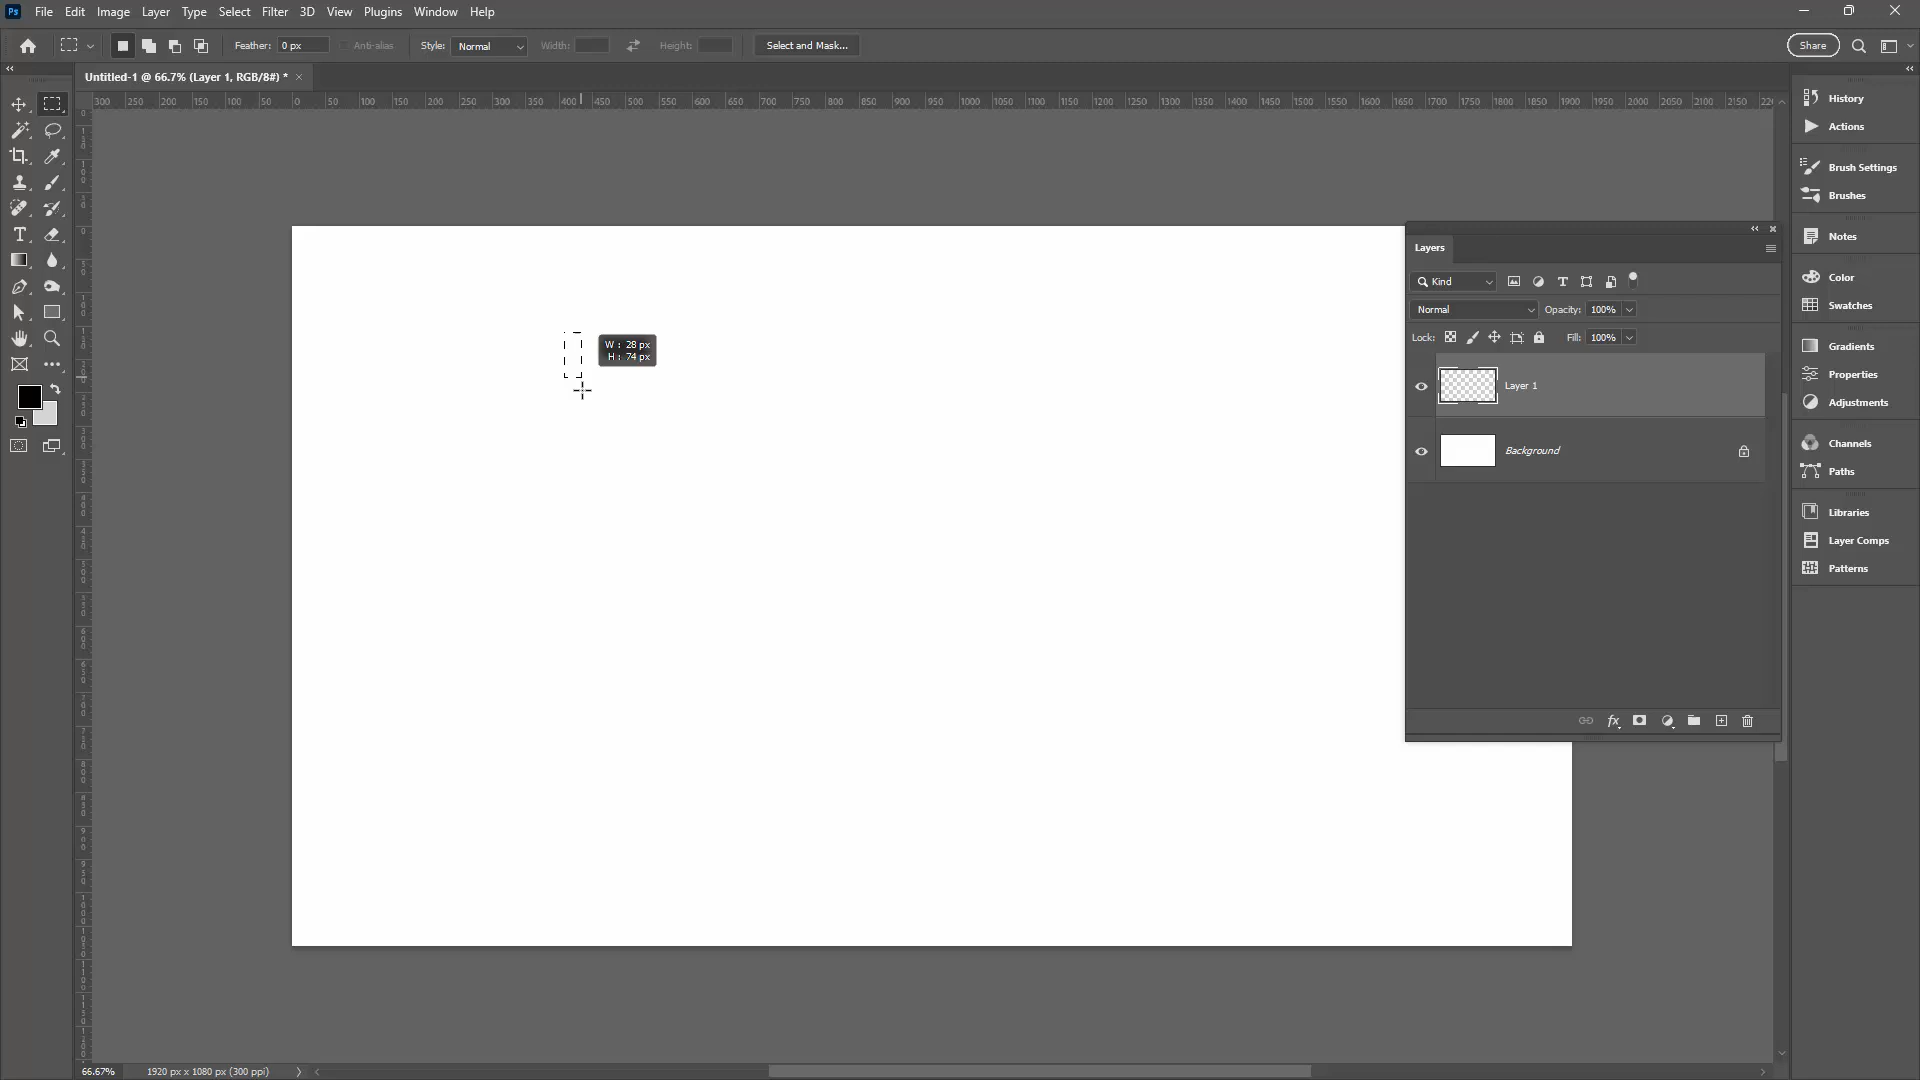 Ps File Edit Image Layer Type Select Filter 3D View Plugins Window Help
Feather: 0 px Anti-alias Style: Normal Width: Height: Select and Mask... Share
Untitled-1 @ 66.7% (Layer 1, RGB/8#) * ×
300 250 200 150 100 50 0 50 100 150 200 250 300 350 400 450 500 550 600 650 700 750 800 850 900 950 1000 1050 1100 1150 1200 1250 1300 1350 1400 1450 1500 1550 1600 1650 1700 1750 1800 1850 1900 1950 2000 2050 2100 2150
W : 28 px
H : 74 px
Layers
Kind
Normal Opacity: 100%
Lock: Fill: 100%
Layer 1
Background
fx
History
Actions
Brush Settings
Brushes
Notes
Color
Swatches
Gradients
Properties
Adjustments
Channels
Paths
Libraries
Layer Comps
Patterns
66.67% 1920 px x 1080 px (300 ppi)